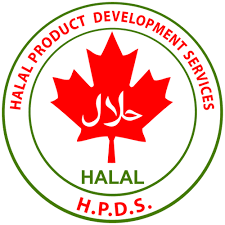 HALAL PRODUCT DEVELOPMENT SERVICES
حلال
HALAL
H.P.D.S.